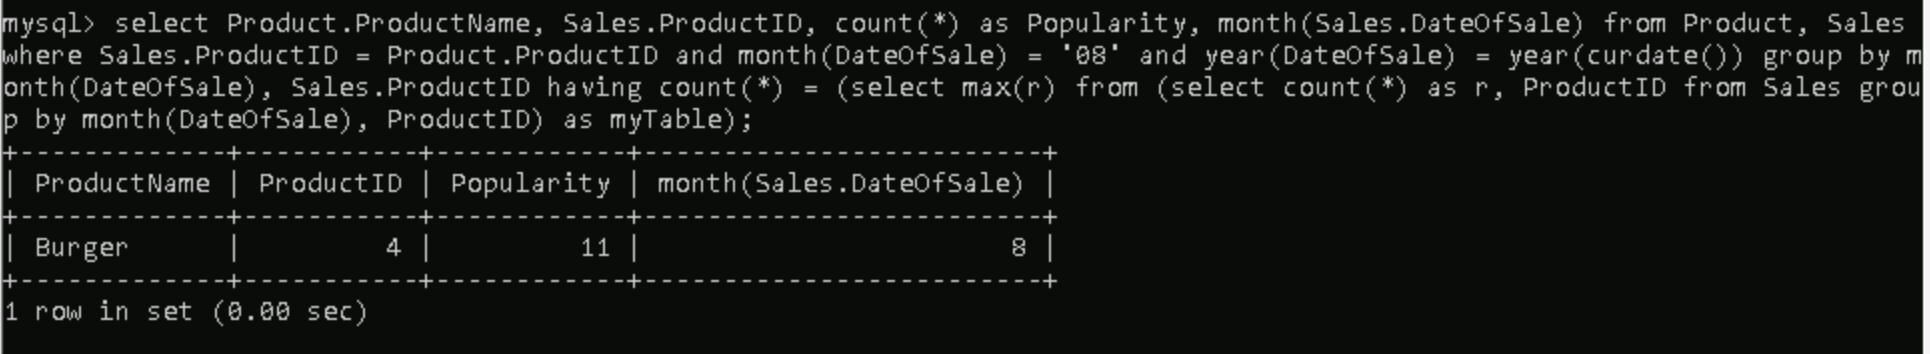 mysql> select Product.ProductName, Sales.ProductID, count(*) as Popularity, month(Sales.DateOfSale) from Product, Sales
where Sales.ProductID = Product.ProductID and month(DateOfSale) = '08' and year(DateOfSale) = year(curdate()) group by m
onth(DateOfSale), Sales.ProductID having count(*) = (select max(r) from (select count(*) as r, ProductID from Sales grou
p by month(DateOfSale), ProductID) as myTable);
+-------------+-----------+------------+------------------------+
| ProductName | ProductID | Popularity | month(Sales.DateOfSale) |
+-------------+-----------+------------+------------------------+
| Burger | 4 | 11 | 8 |
+-------------+-----------+------------+------------------------+
1 row in set (0.00 sec)